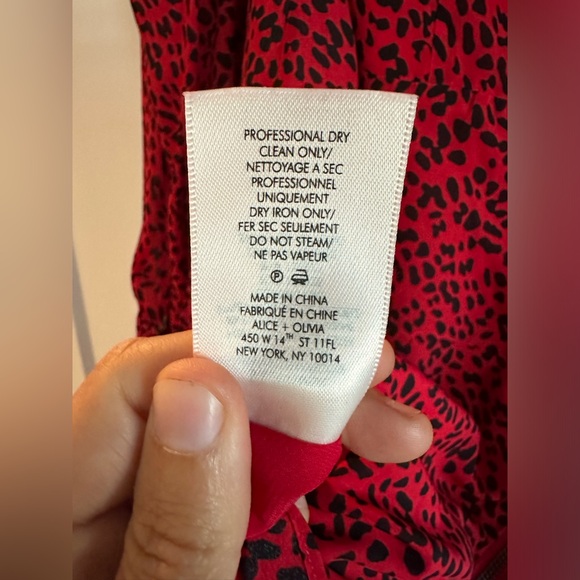 PROFESSIONAL DRY
CLEAN ONLY/
NETTOYAGE A SEC
PROFESSIONNEL
UNIQUEMENT
DRY IRON ONLY/
FER SEC SEULEMENT
DO NOT STEAM/
NE PAS VAPEUR
P
MADE IN CHINA
FABRIQUÉ EN CHINE
ALICE + OLIVIA
450 W 14TH ST 11FL
NEW YORK, NY 10014